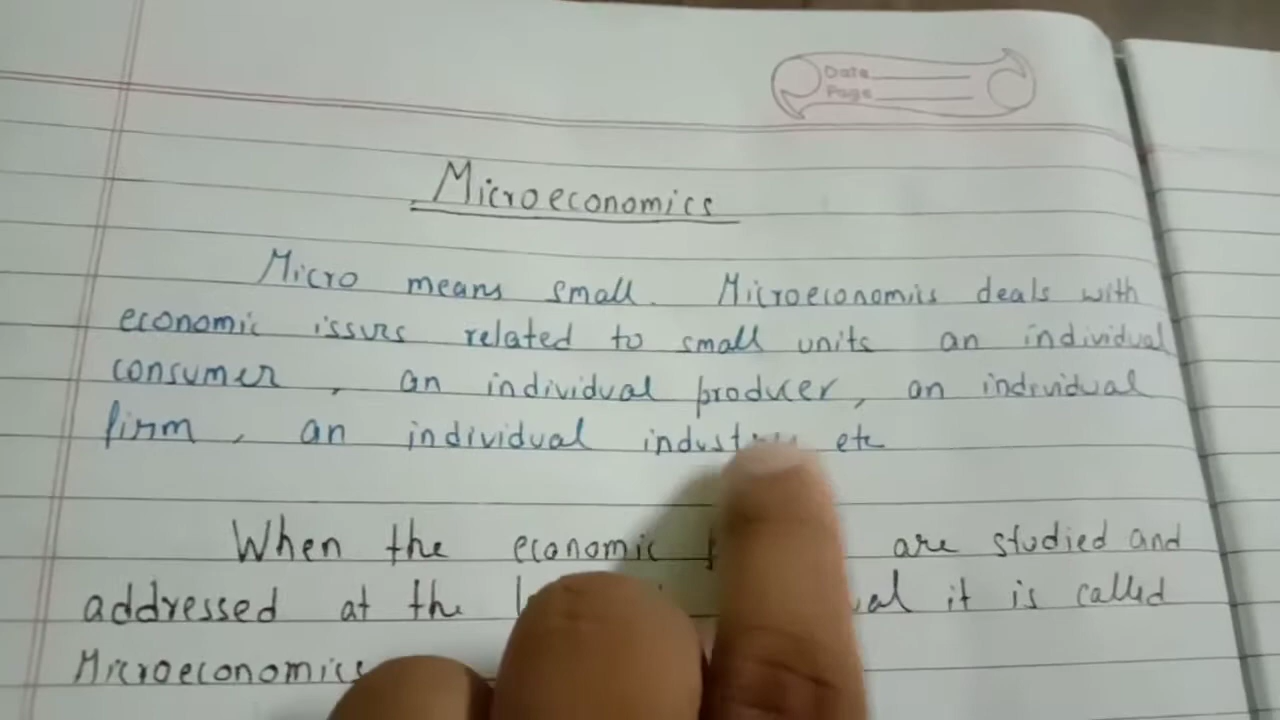 Date
Page
Microeconomics
Micro means small. Microeconomics deals with
economic issues related to small units an individual
consumer, an individual producer, an individual
firm, an individual industry etc
When the economic are studied and
addressed at the it is called
Microeconomics